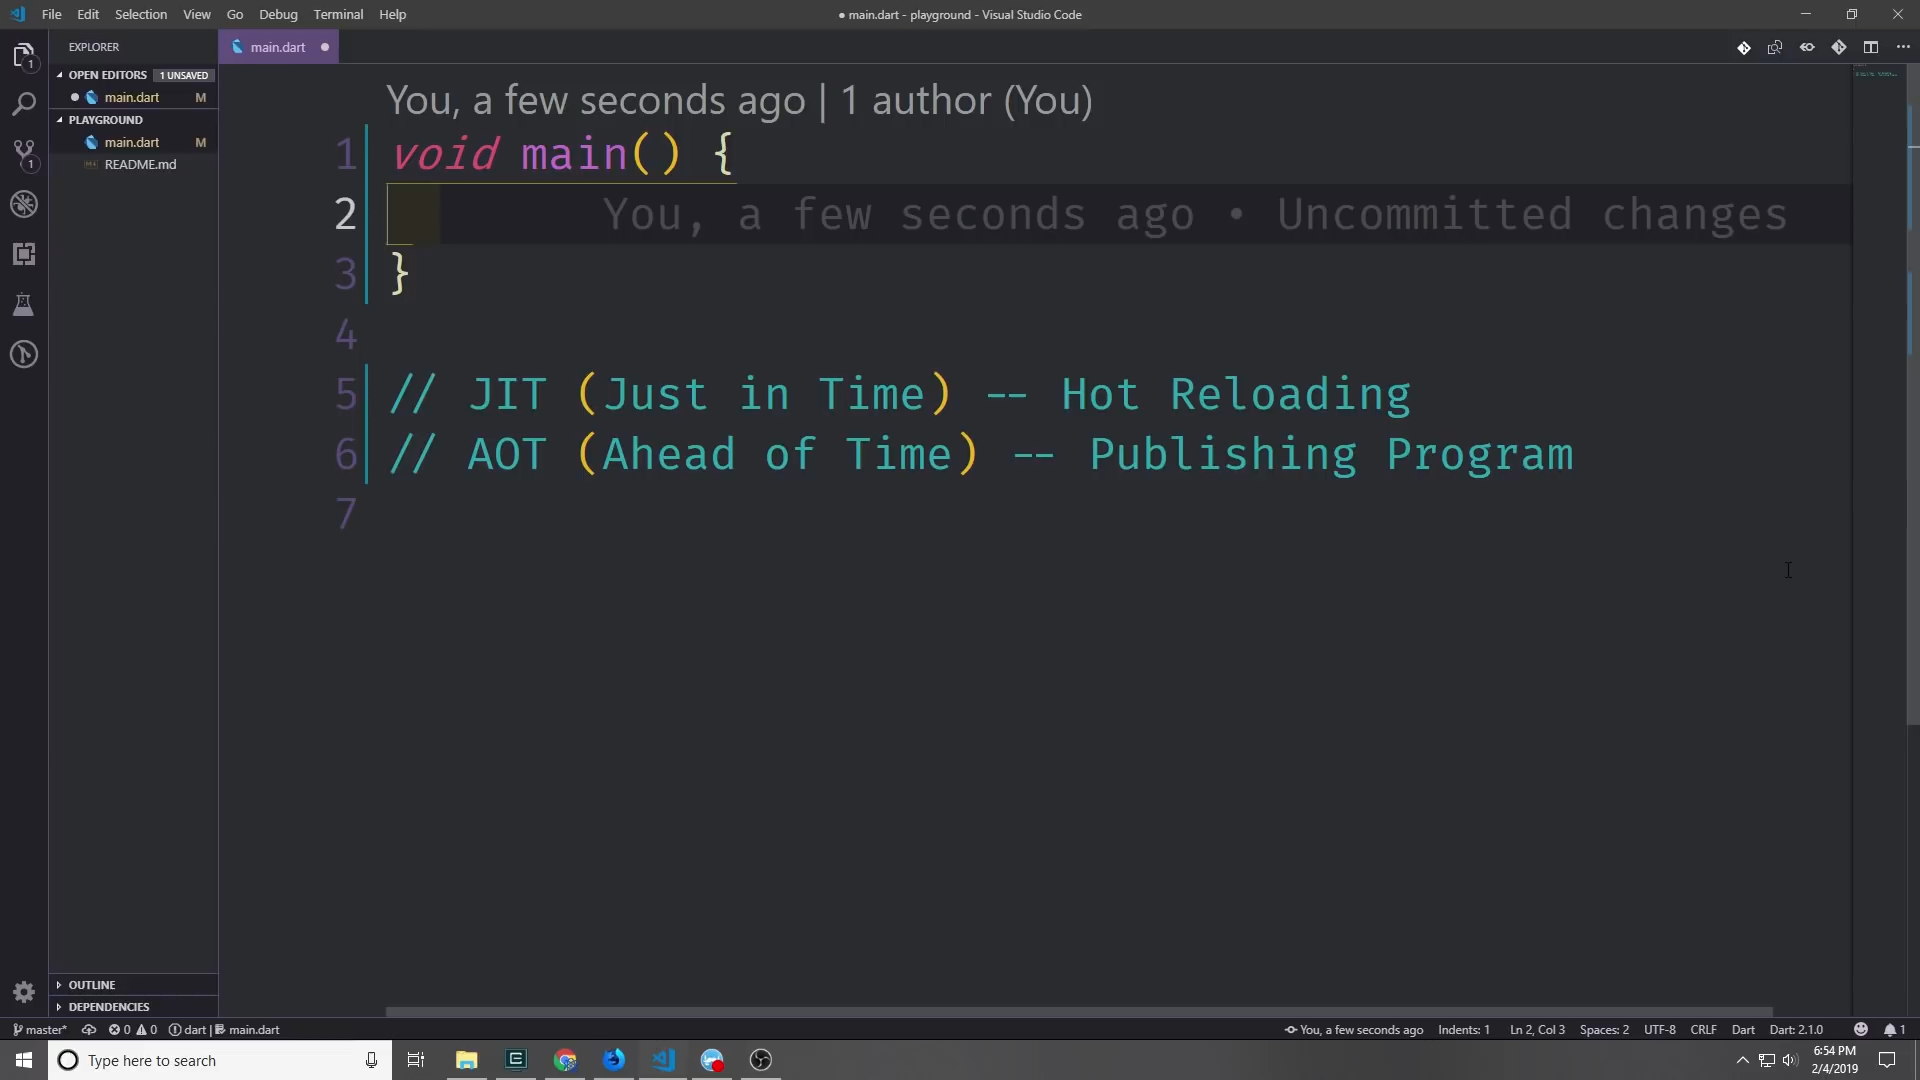 File Edit Selection View Go Debug Terminal Help
● main.dart - playground - Visual Studio Code
EXPLORER
main.dart
OPEN EDITORS 1 UNSAVED
main.dart M
PLAYGROUND
main.dart M
README.md
You, a few seconds ago | 1 author (You)
1 void main() {
2 You, a few seconds ago • Uncommitted changes
3 }
4
5 // JIT (Just in Time) -- Hot Reloading
6 // AOT (Ahead of Time) -- Publishing Program
7
OUTLINE
DEPENDENCIES
master* 0 0 dart | main.dart You, a few seconds ago Indents: 1 Ln 2, Col 3 Spaces: 2 UTF-8 CRLF Dart Dart: 2.1.0 1
Type here to search
6:54 PM
2/4/2019